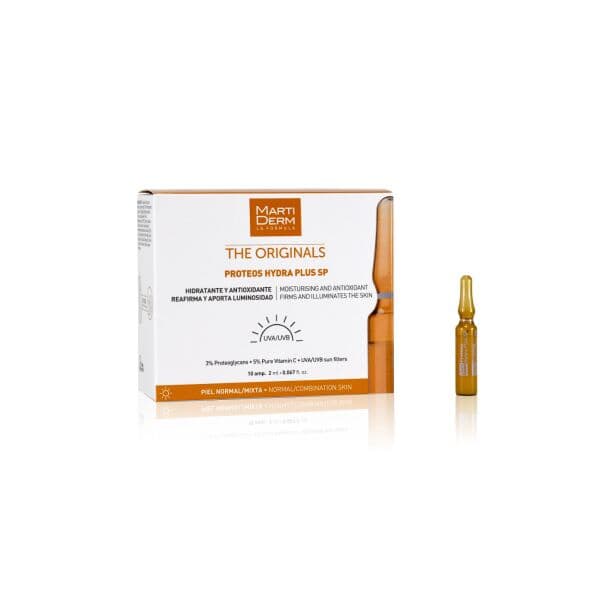 MARTI
DERM
LA FORMULA
THE ORIGINALS
PROTEOS HYDRA PLUS SP
HIDRATANTE Y ANTIOXIDANTE
REAFIRMA Y APORTA LUMINOSIDAD
MOISTURISING AND ANTIOXIDANT
FIRMS AND ILLUMINATES THE SKIN
UVA/UVB
3% Proteoglycans + 5% Pure Vitamin C + UVA/UVB sun filters
10 amp. 2 ml - 0.067 fl. oz.
PIEL NORMAL/MIXTA • NORMAL/COMBINATION SKIN